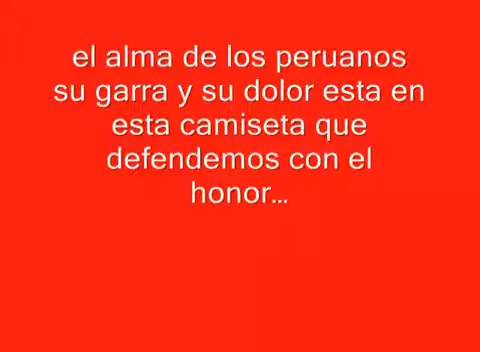 el alma de los peruanos
su garra y su dolor esta en
esta camiseta que
defendemos con el
honor...